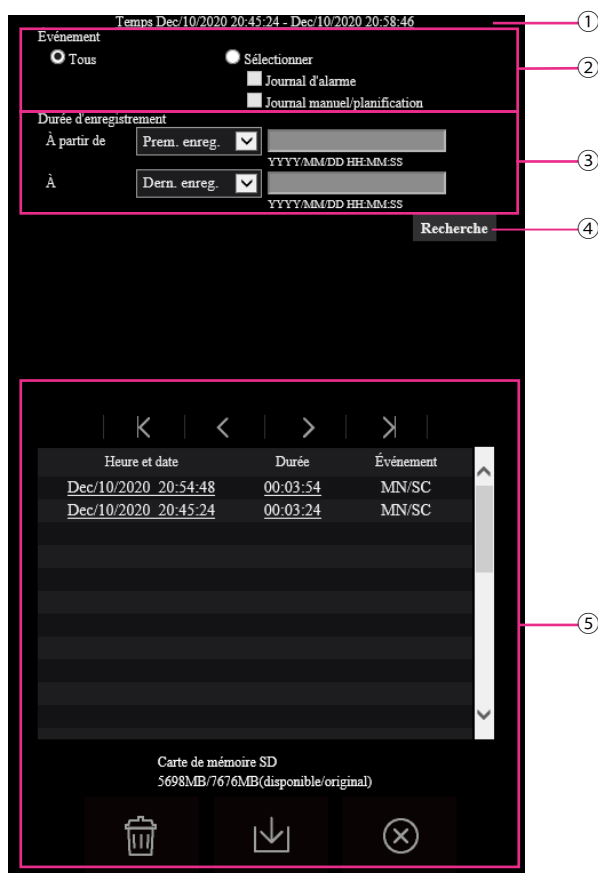 Temps Dec/10/2020 20:45:24 - Dec/10/2020 20:58:46 ①
Evénement
Tous Sélectionner ②
Journal d'alarme
Journal manuel/planification
Durée d'enregistrement
À partir de Prem. enreg.
YYYY/MM/DD HH:MM:SS ③
À Dern. enreg.
YYYY/MM/DD HH:MM:SS
Recherche ④
Heure et date Durée Événement
Dec/10/2020 20:54:48 00:03:54 MN/SC
Dec/10/2020 20:45:24 00:03:24 MN/SC
⑤
Carte de mémoire SD
5698MB/7676MB(disponible/original)